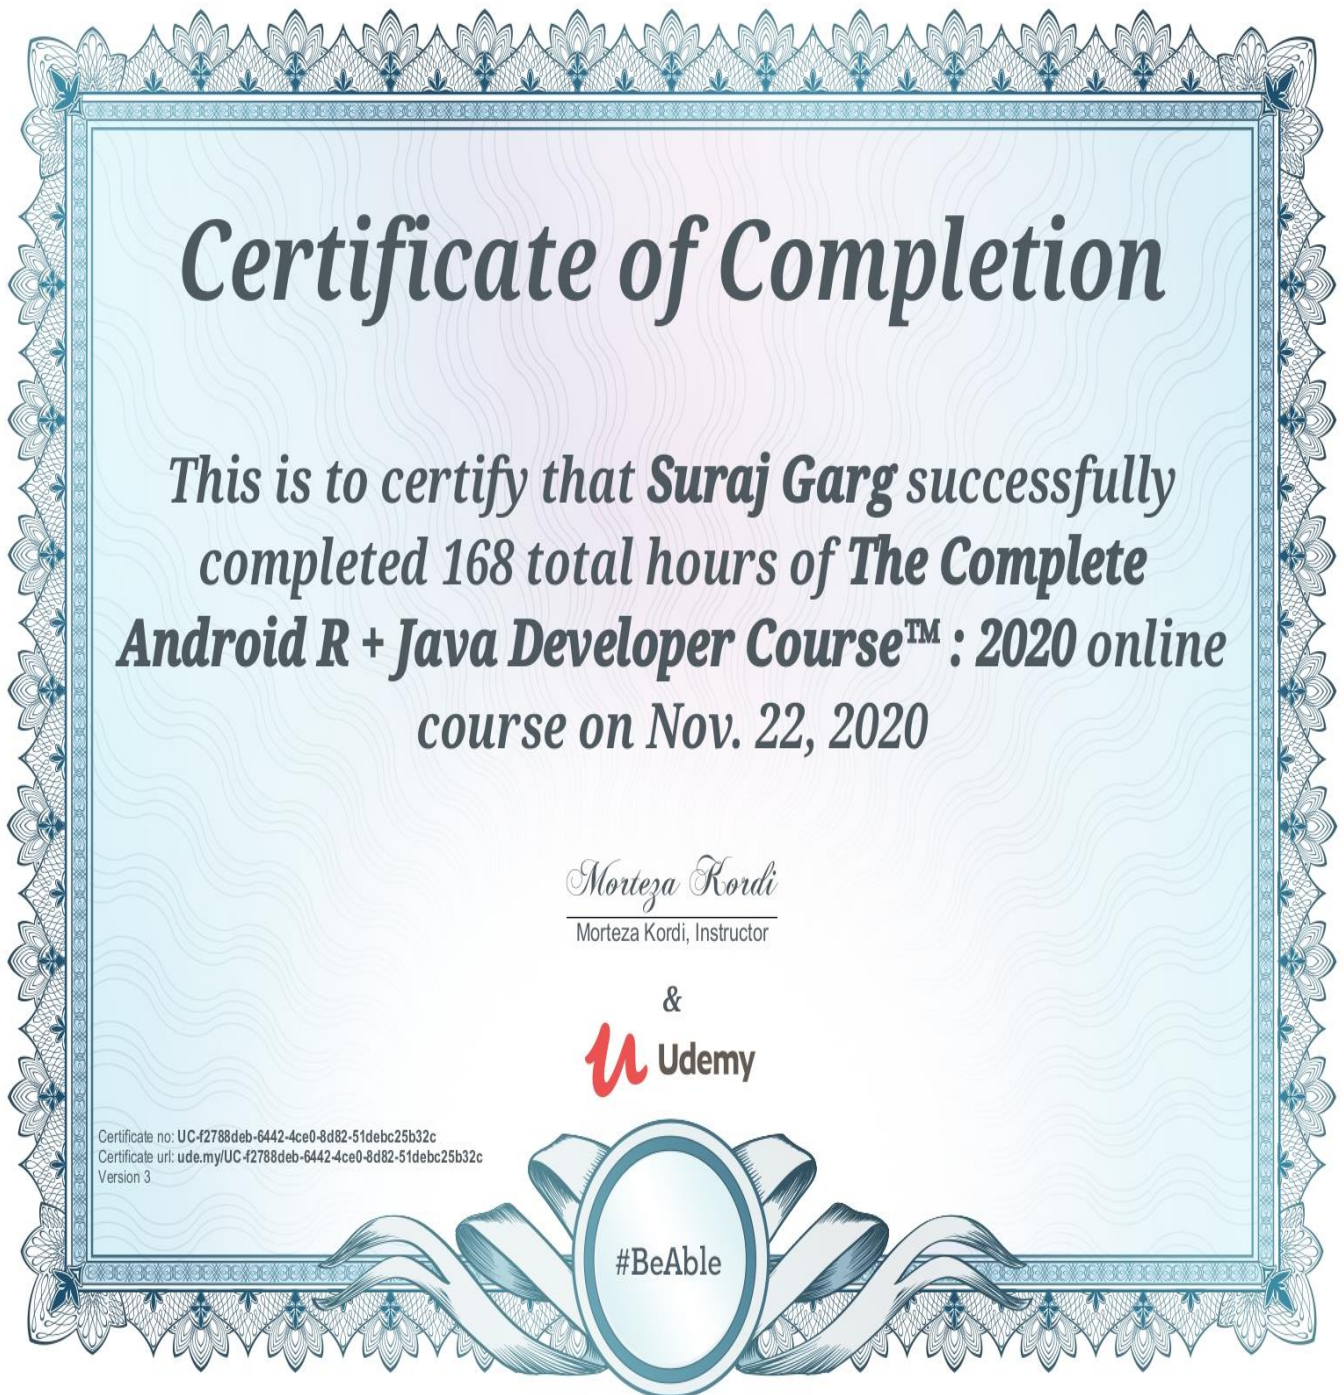 Certificate of Completion
This is to certify that Suraj Garg successfully
completed 168 total hours of The Complete
Android R + Java Developer Course™ : 2020 online
course on Nov. 22, 2020
Morteza Kordi
Morteza Kordi, Instructor
&
Udemy
Certificate no: UC-f2788deb-6442-4ce0-8d82-51debc25b32c
Certificate url: ude.my/UC-f2788deb-6442-4ce0-8d82-51debc25b32c
Version 3
#BeAble